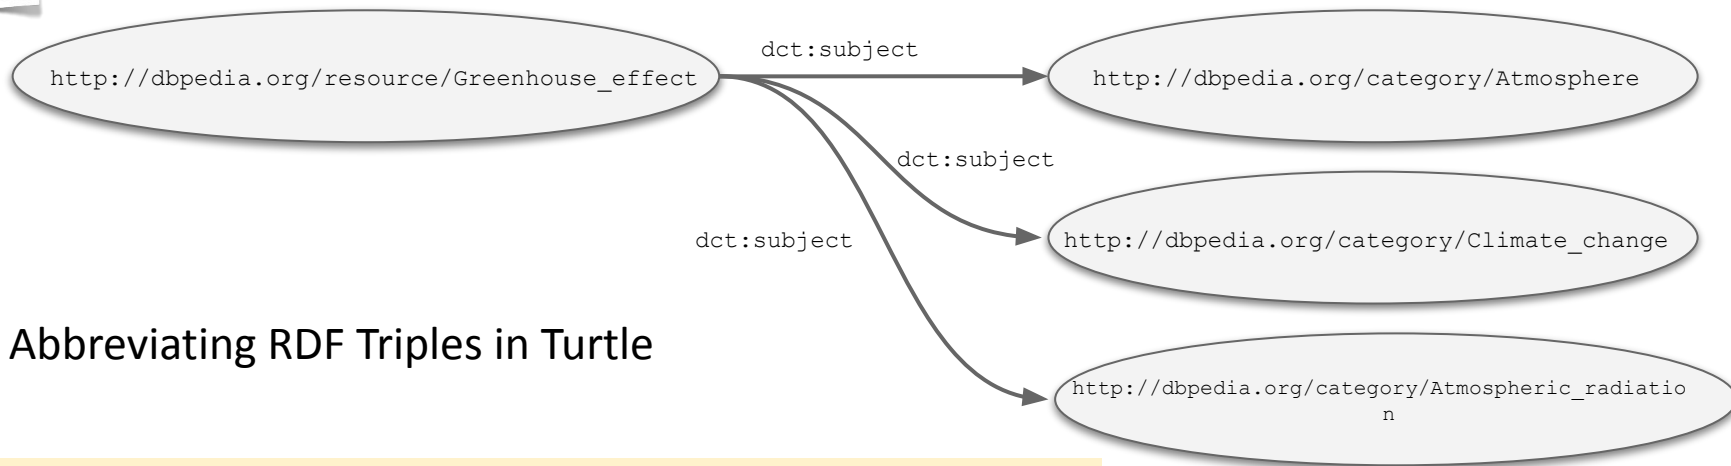 dct:subject
http://dbpedia.org/resource/Greenhouse_effect
http://dbpedia.org/category/Atmosphere
dct:subject
http://dbpedia.org/category/Climate_change
dct:subject
Abbreviating RDF Triples in Turtle
http://dbpedia.org/category/Atmospheric_radiatio
n